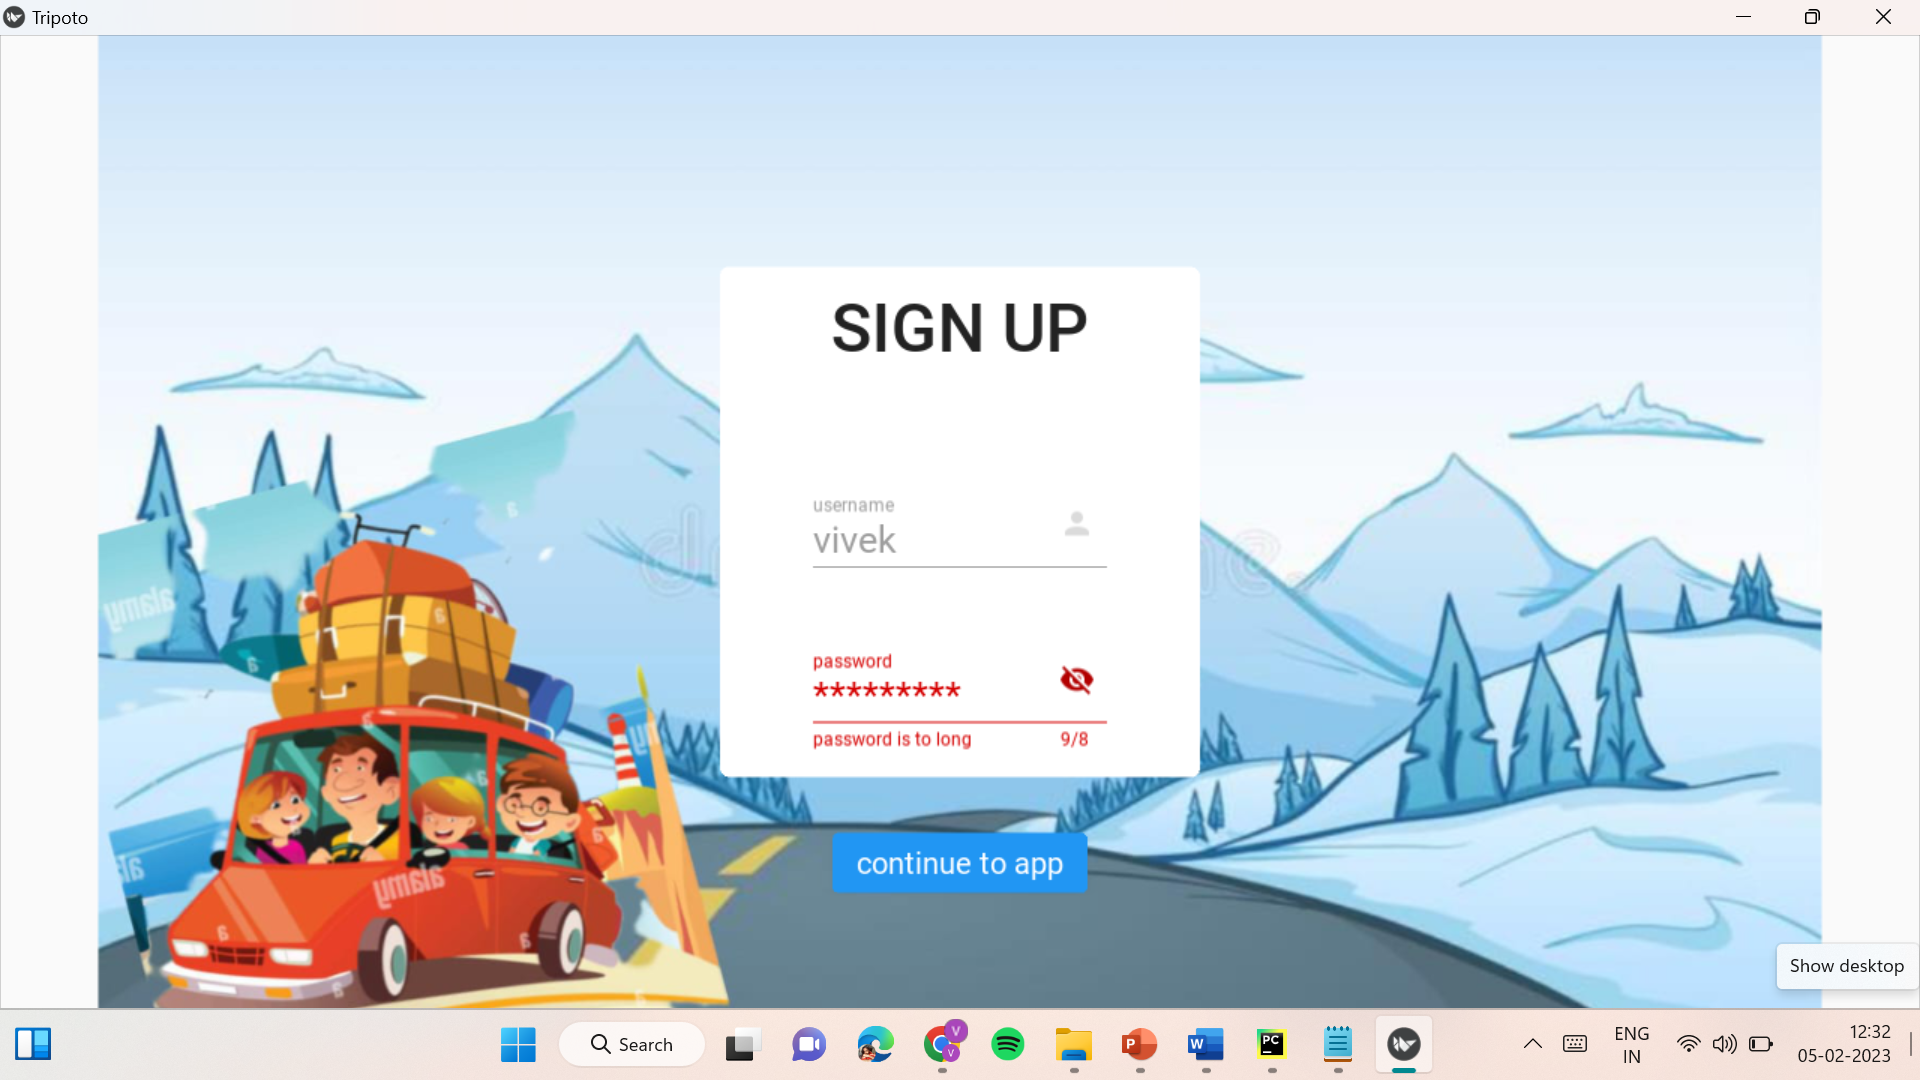 Tripoto
SIGN UP
username
vivek
password
*********
password is to long 9/8
continue to app
Show desktop
Search
ENG
IN
12:32
05-02-2023